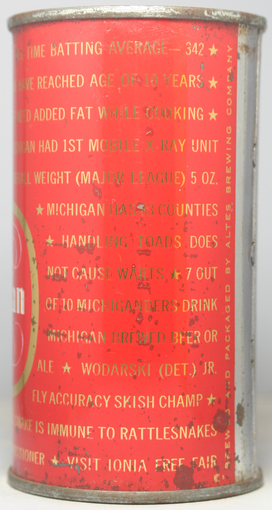 TIME BATTING AVERAGE — 342 ★
HAVE REACHED AGE OF 10 YEARS ★
ADDED FAT WHILE COOKING ★
HAD 1ST MOBILE X-RAY UNIT
WEIGHT (MAJOR LEAGUE) 5 OZ.
★ MICHIGAN HAS COUNTIES
★ HANDLING TOADS DOES
NOT CAUSE WARTS ★ 7 OUT
OF 10 MICHIGANDERS DRINK
MICHIGAN BREWED BEER OR
ALE ★ WODARSKI (DET.) JR.
FLY ACCURACY SKISH CHAMP ★
IS IMMUNE TO RATTLESNAKES
★ VISIT IONIA FREE FAIR
AND PACKAGED BY ALTES BREWING COMPANY